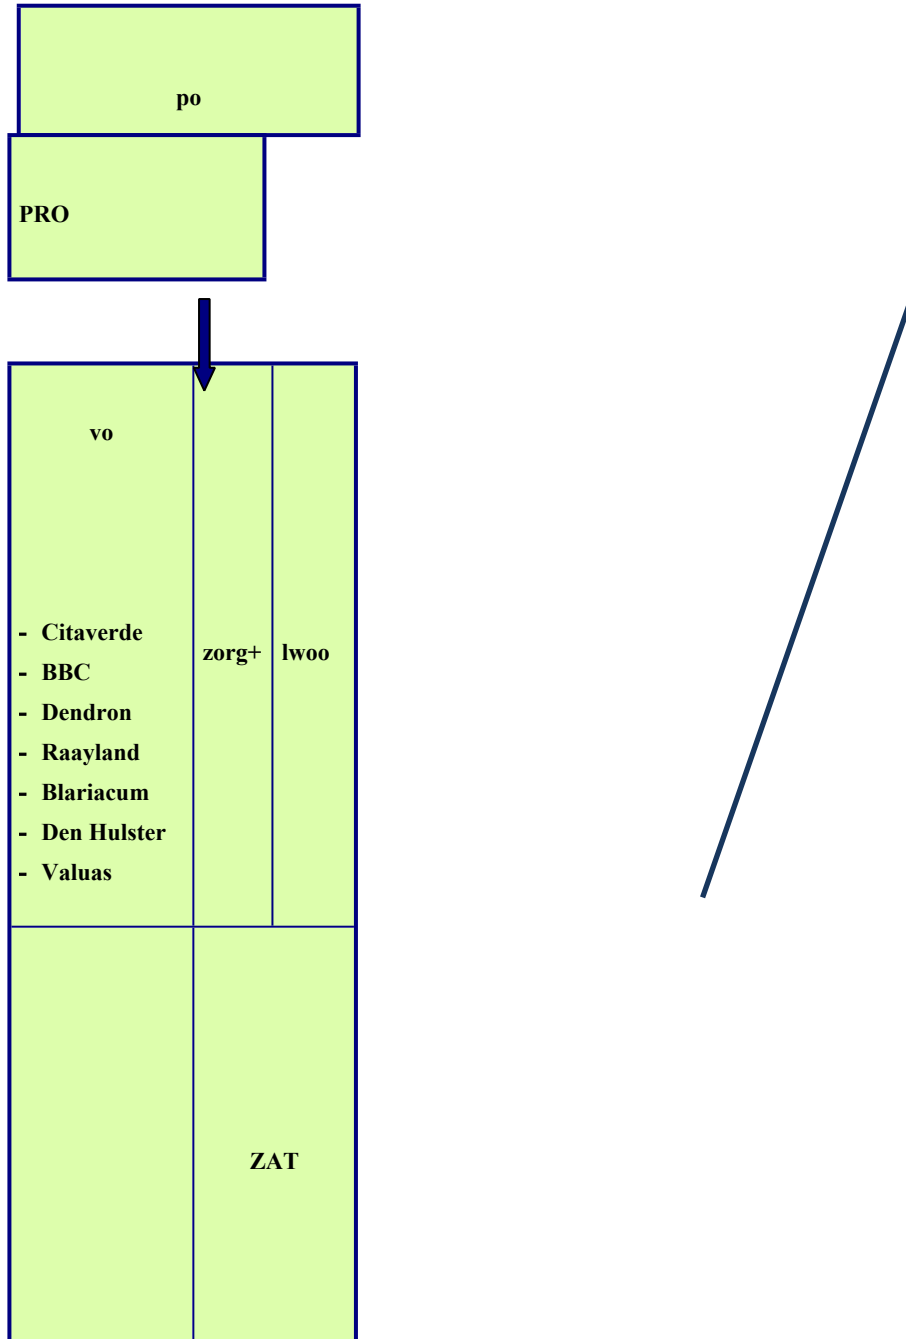 po
PRO
vo
- Citaverde
- BBC
- Dendron
- Raayland
- Blariacum
- Den Hulster
- Valuas
zorg+
lwoo
ZAT